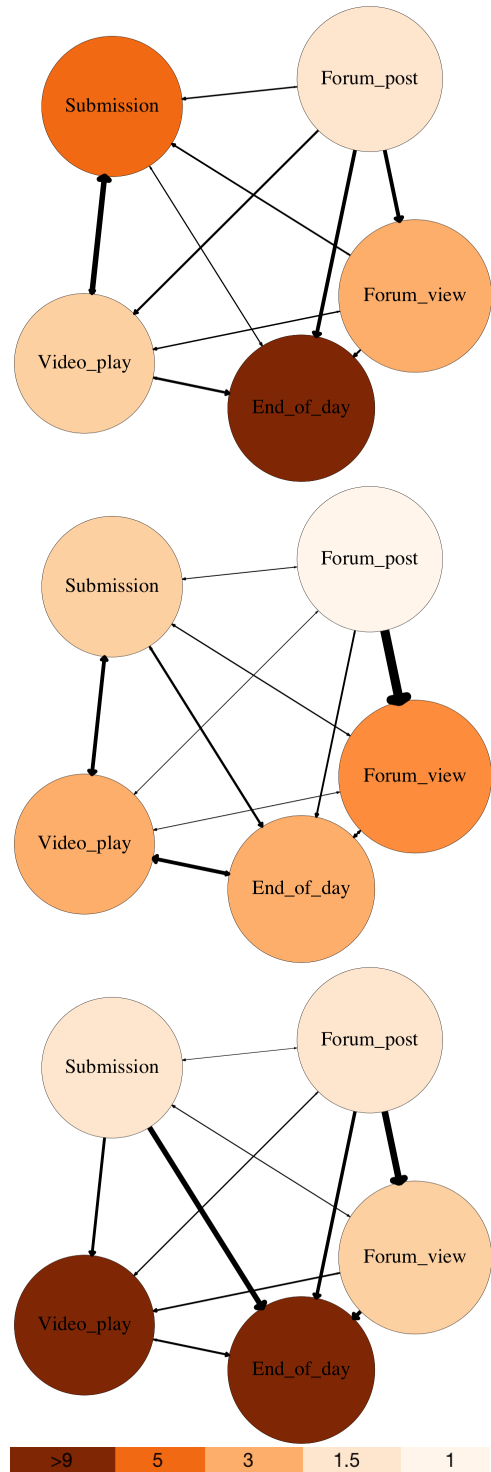 Forum_post
Submission
Forum_view
Video_play
End_of_day
Forum_post
Submission
Forum_view
Video_play
End_of_day
Forum_post
Submission
Forum_view
Video_play
End_of_day
>9 5 3 1.5 1